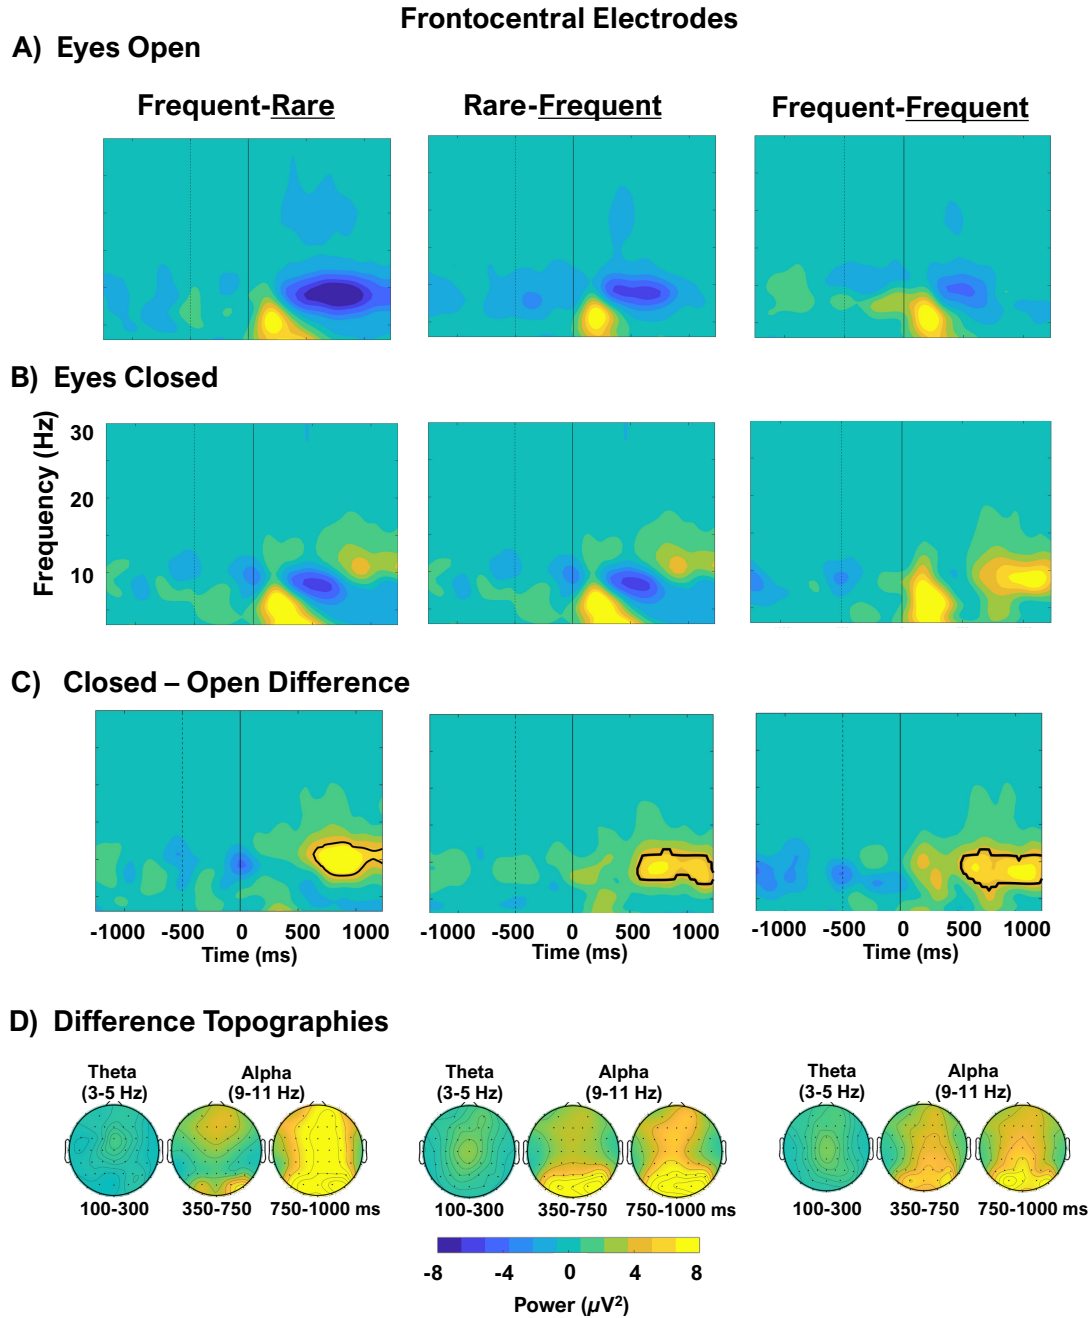 Frontocentral Electrodes
A) Eyes Open
Frequent-Rare
Rare-Frequent
Frequent-Frequent
B) Eyes Closed
Frequency (Hz)
30
20
10
C) Closed – Open Difference
-1000 -500 0 500 1000
Time (ms)
-1000 -500 0 500 1000
Time (ms)
-1000 -500 0 500 1000
Time (ms)
D) Difference Topographies
Theta
(3-5 Hz)
Alpha
(9-11 Hz)
100-300 350-750 750-1000 ms
Theta
(3-5 Hz)
Alpha
(9-11 Hz)
100-300 350-750 750-1000 ms
Theta
(3-5 Hz)
Alpha
(9-11 Hz)
100-300 350-750 750-1000 ms
-8 -4 0 4 8
Power (µV²)